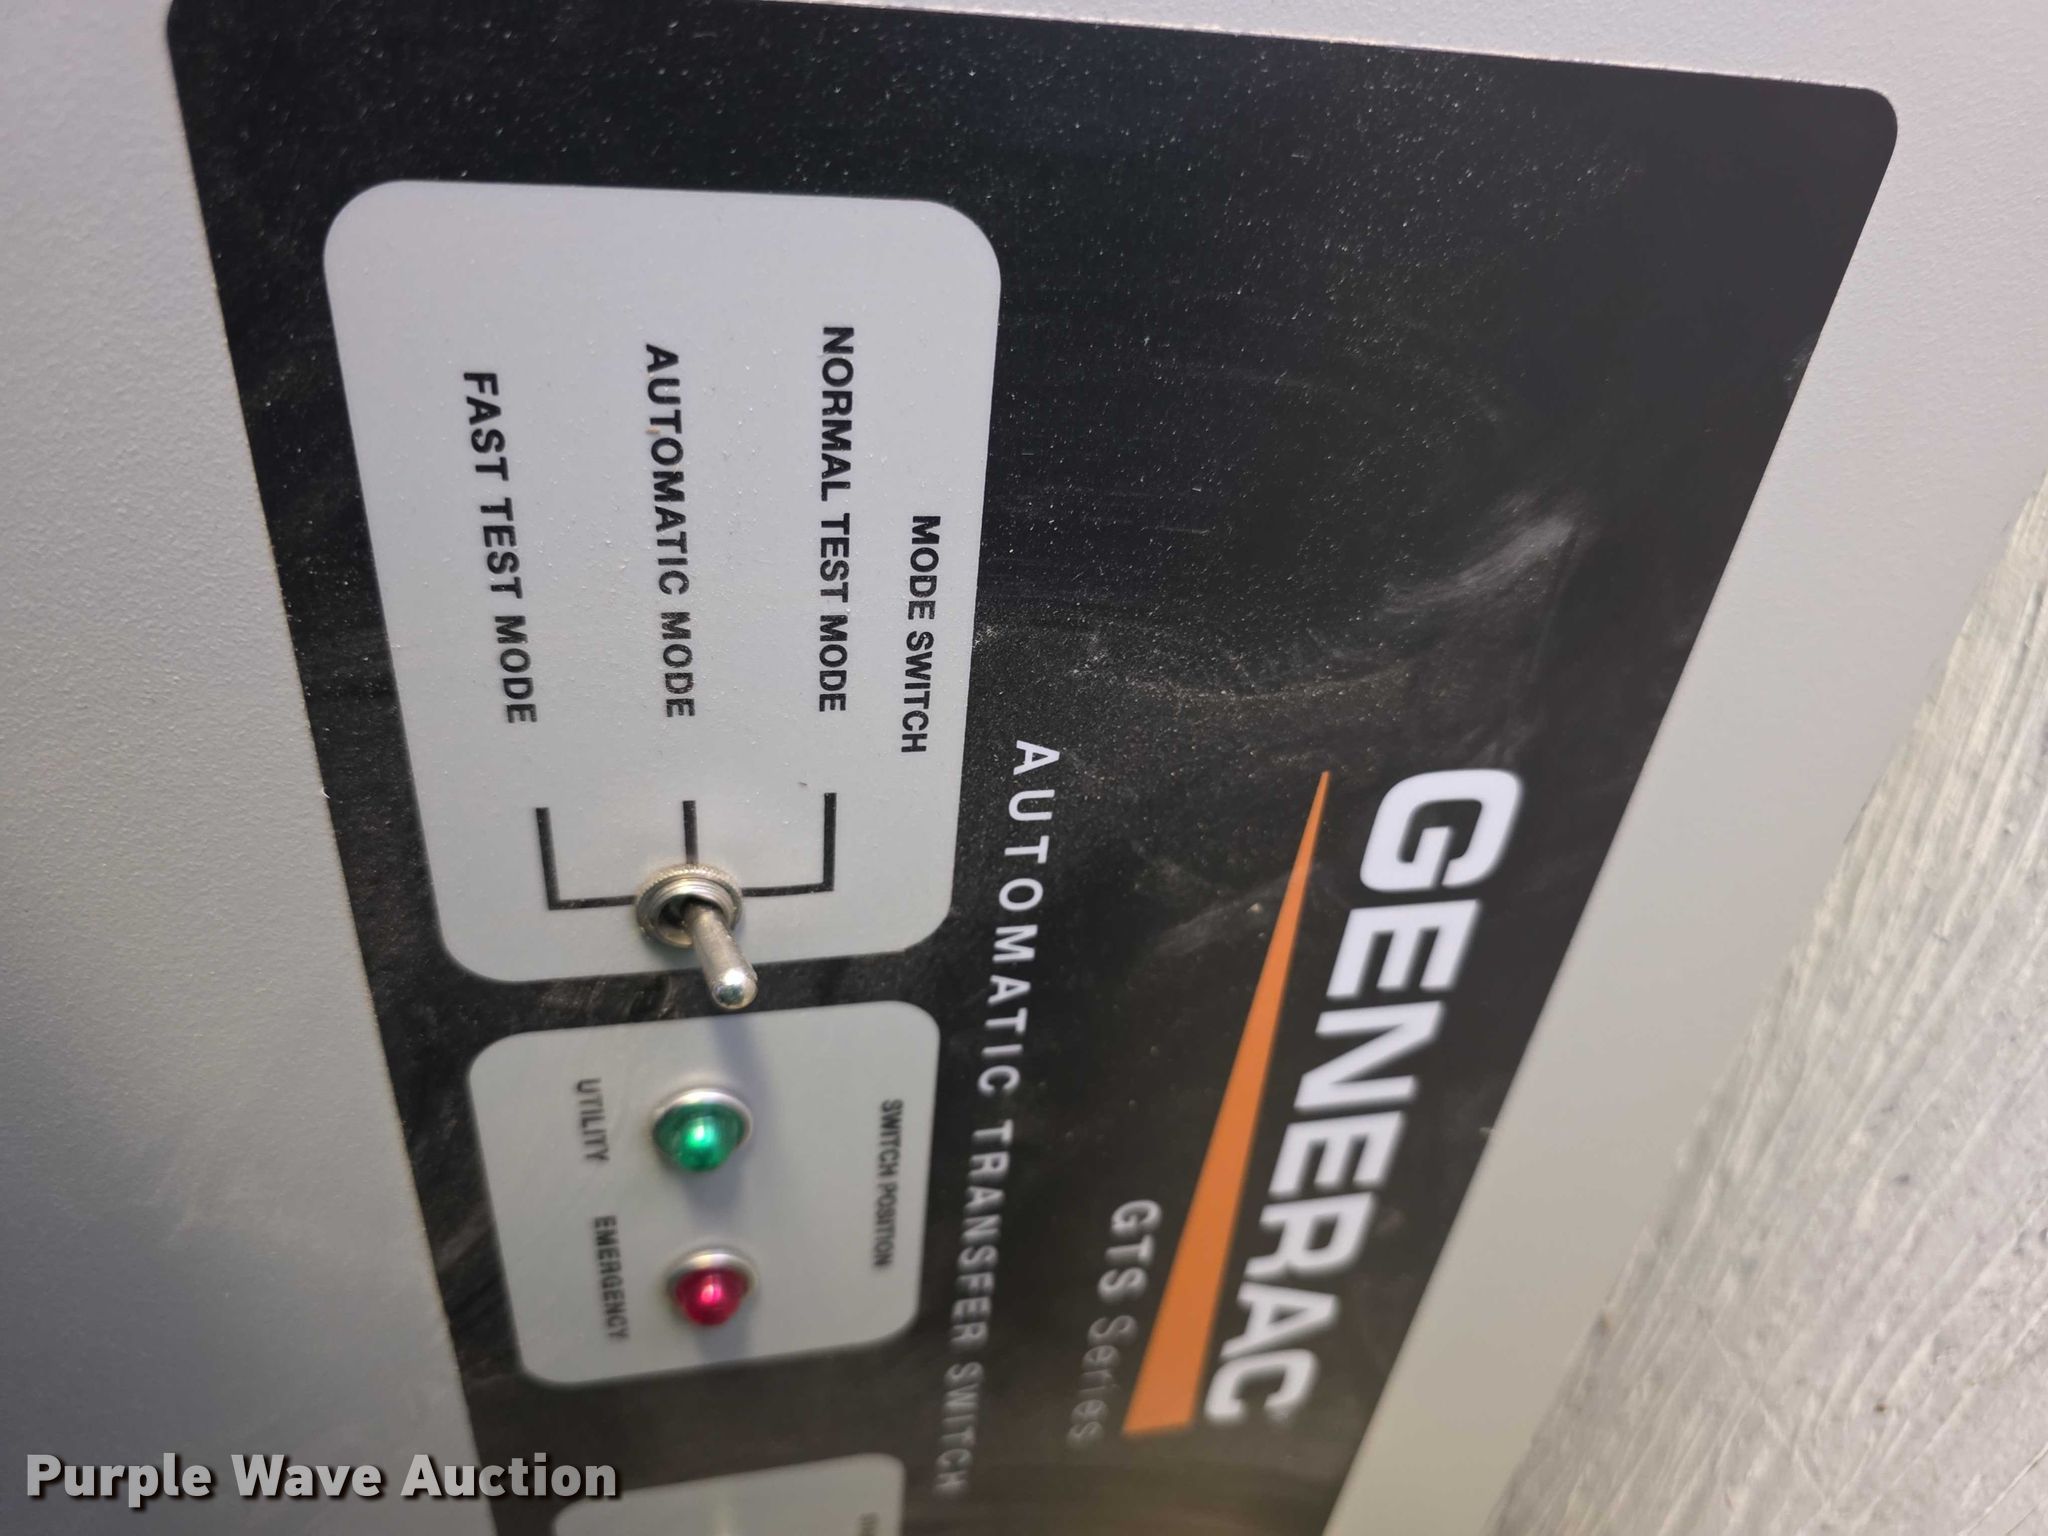 GENERAC
GTS Series
AUTOMATIC TRANSFER SWITCH
MODE SWITCH
NORMAL TEST MODE
AUTOMATIC MODE
FAST TEST MODE
SWITCH POSITION
UTILITY
EMERGENCY
Purple Wave Auction